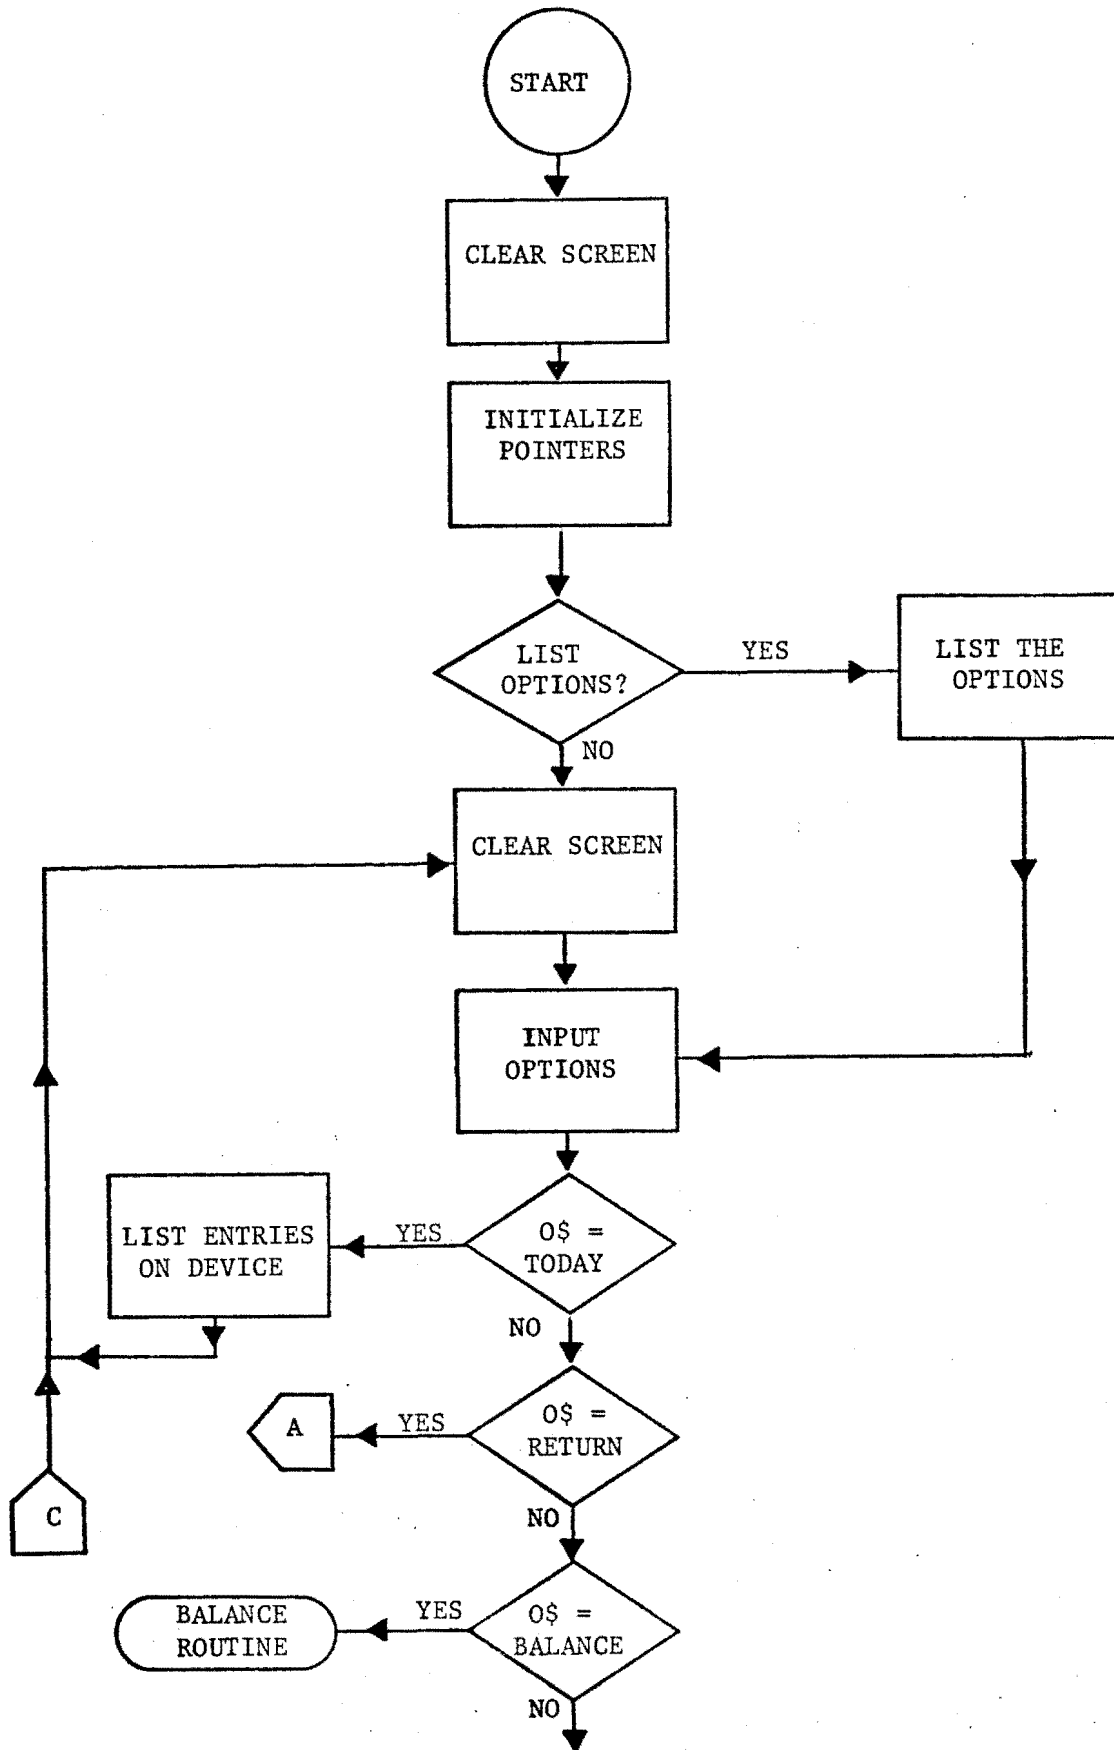 START
CLEAR SCREEN
INITIALIZE
POINTERS
LIST
OPTIONS?
YES
LIST THE
OPTIONS
NO
CLEAR SCREEN
INPUT
OPTIONS
O$ =
TODAY
YES
LIST ENTRIES
ON DEVICE
NO
O$ =
RETURN
YES
A
C
NO
O$ =
BALANCE
YES
BALANCE
ROUTINE
NO